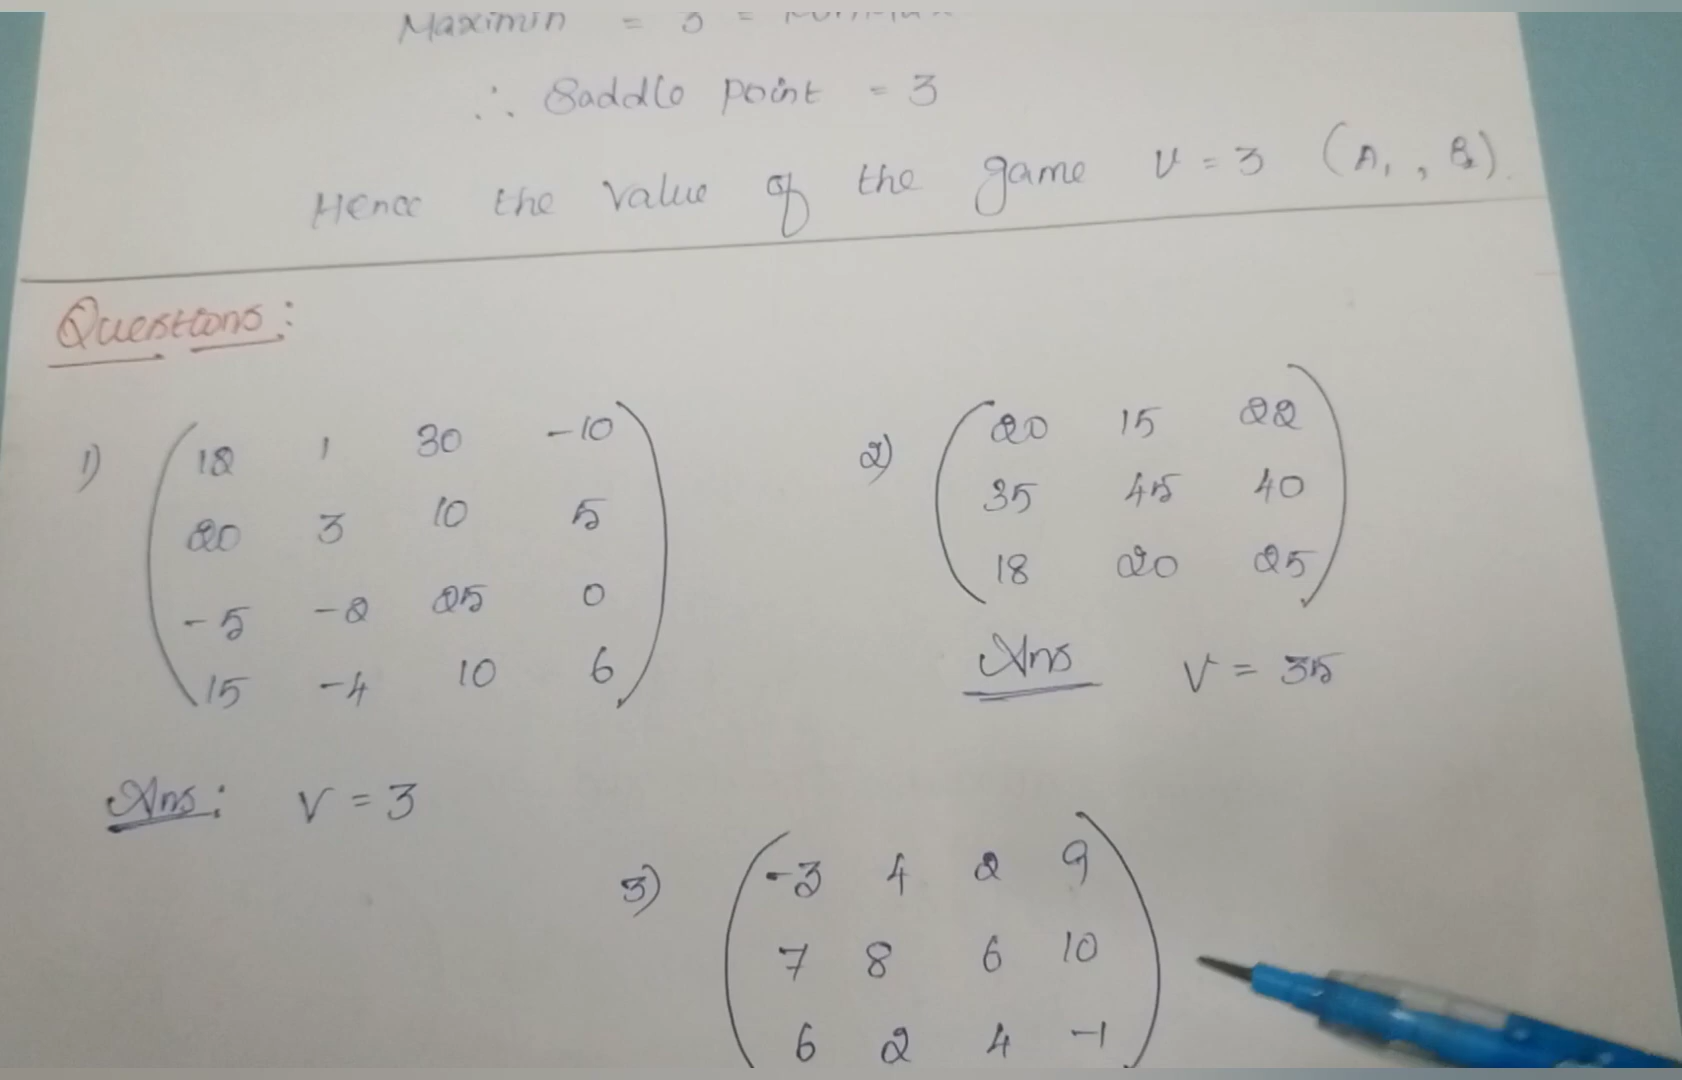 Maximin = 3 =
∴ Saddle point = 3
Hence the value of the game V = 3 (A₁, B₂).
Questions:
1)
18 1 30 -10
20 3 10 5
-5 -2 25 0
15 -4 10 6
Ans: V = 3
2)
20 15 22
35 45 40
18 20 25
Ans V = 35
3)
-3 4 2 9
7 8 6 10
6 2 4 -1